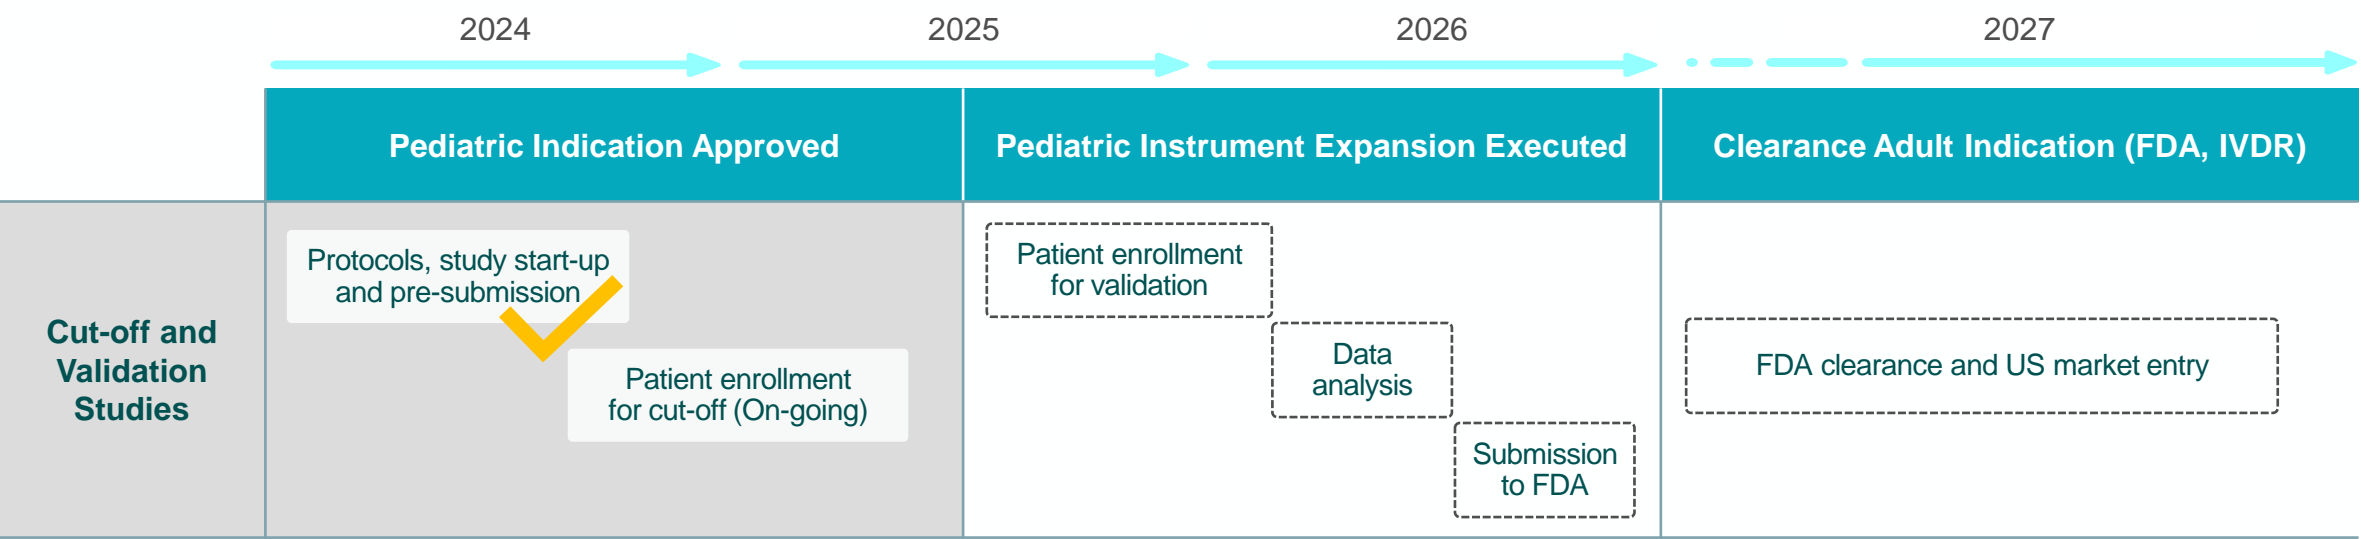 2024
2025
2026
2027
Pediatric Indication Approved
Pediatric Instrument Expansion Executed
Clearance Adult Indication (FDA, IVDR)
Cut-off and
Validation
Studies
Protocols, study start-up
and pre-submission
Patient enrollment
for cut-off (On-going)
Patient enrollment
for validation
Data
analysis
Submission
to FDA
FDA clearance and US market entry